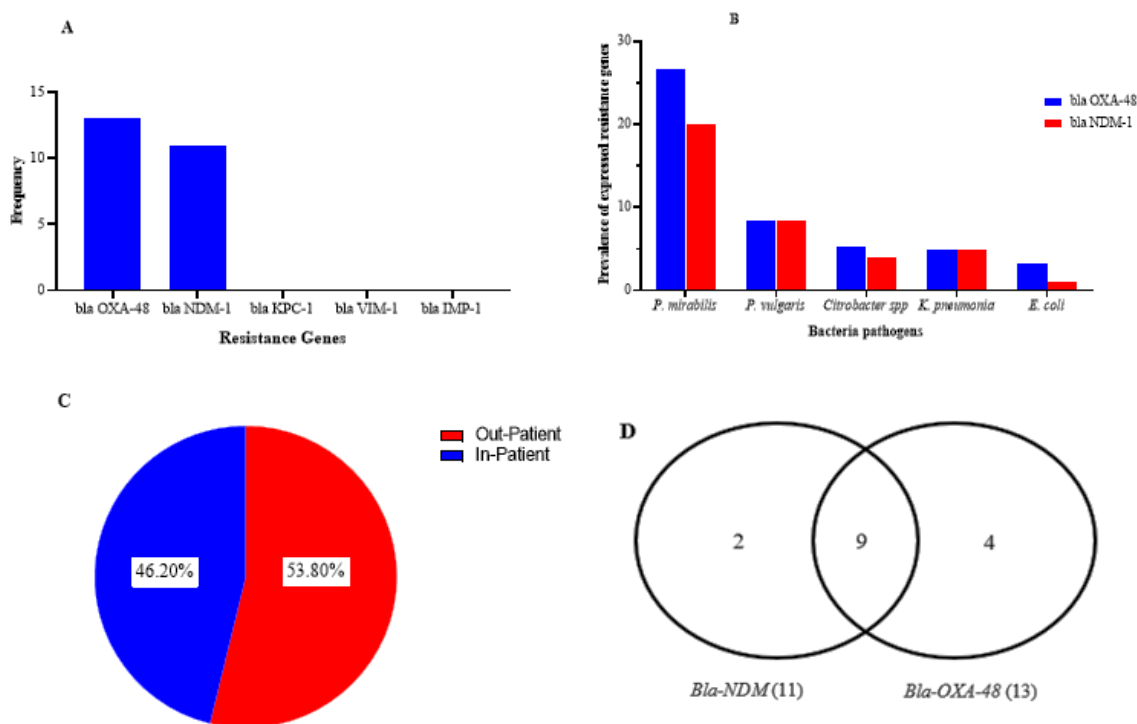 A
15
10
5
0
Frequency
bla OXA-48 bla NDM-1 bla KPC-1 bla VIM-1 bla IMP-1
Resistance Genes
B
30
20
10
0
Prevalence of expressed resistance genes
bla OXA-48
bla NDM-1
P. mirabilis P. vulgaris Citrobacter spp K. pneumonia E. coli
Bacteria pathogens
C
Out-Patient
In-Patient
46.20% 53.80%
D
2 9 4
Bla-NDM (11) Bla-OXA-48 (13)